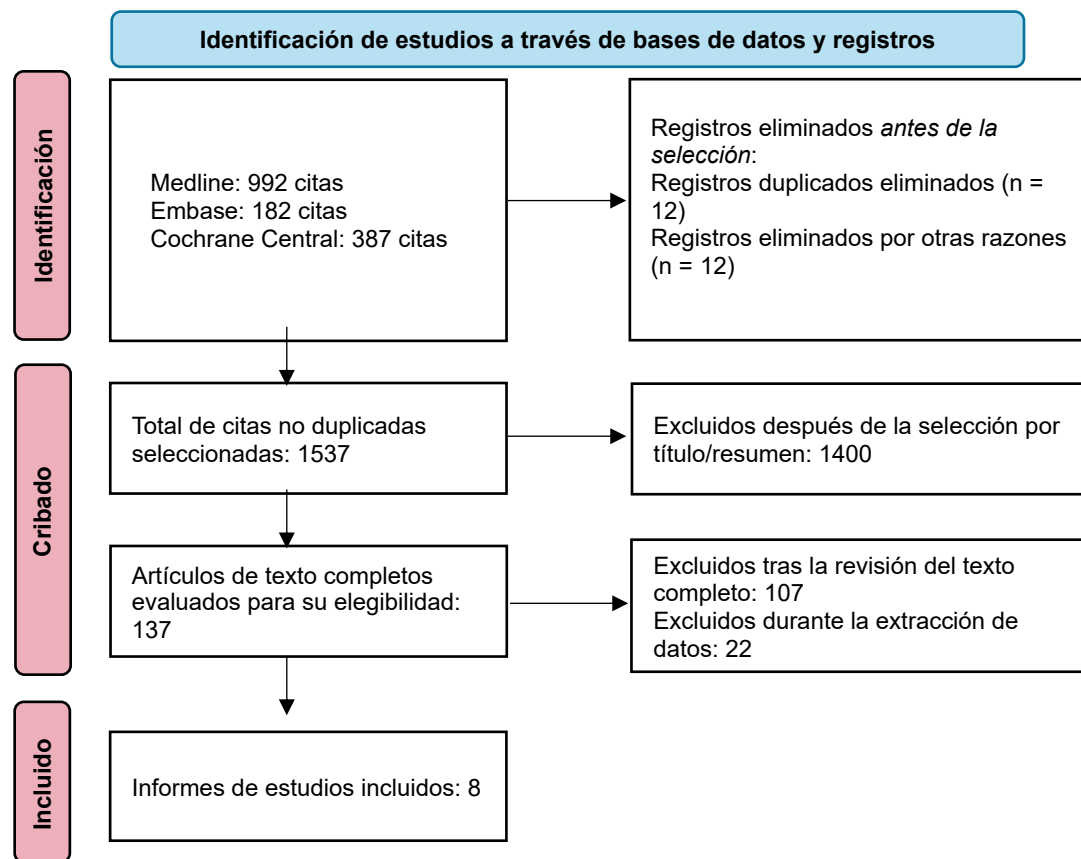 Identificación de estudios a través de bases de datos y registros
Identificación
Medline: 992 citas
Embase: 182 citas
Cochrane Central: 387 citas
Registros eliminados antes de la
selección:
Registros duplicados eliminados (n =
12)
Registros eliminados por otras razones
(n = 12)
Cribado
Total de citas no duplicadas
seleccionadas: 1537
Excluidos después de la selección por
título/resumen: 1400
Artículos de texto completos
evaluados para su elegibilidad:
137
Excluidos tras la revisión del texto
completo: 107
Excluidos durante la extracción de
datos: 22
Incluido
Informes de estudios incluidos: 8